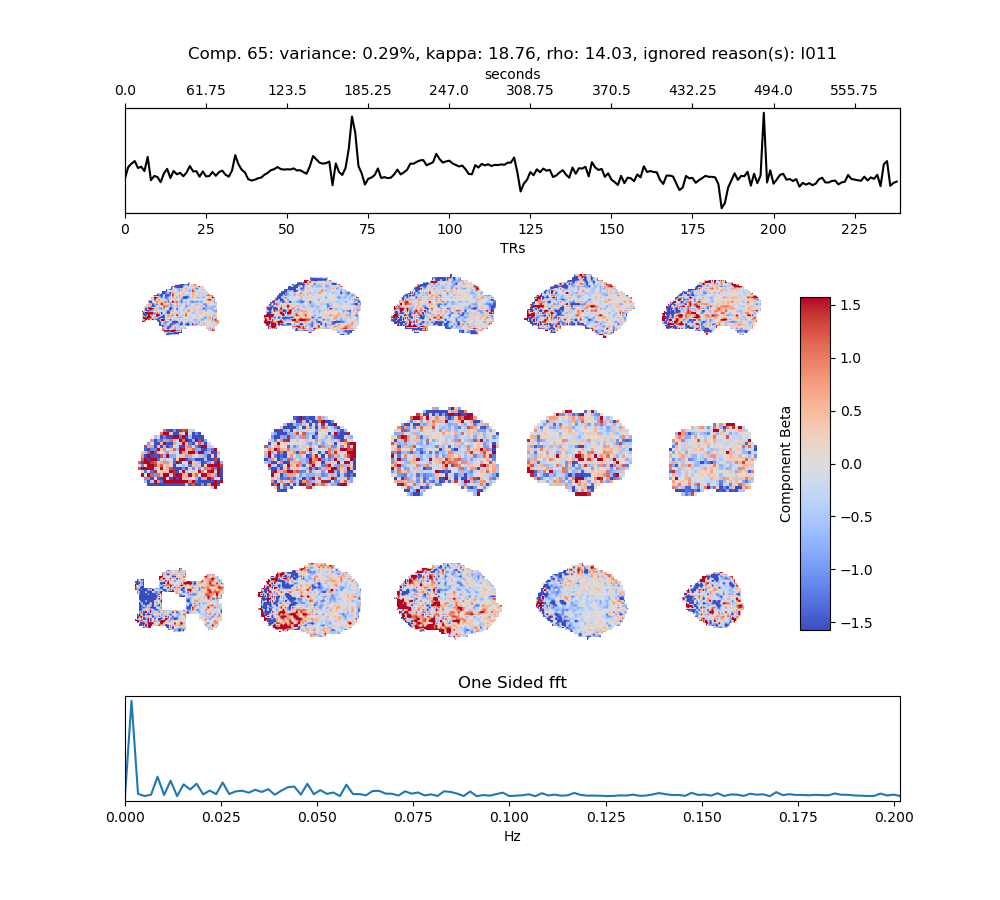 Comp. 65: variance: 0.29%, kappa: 18.76, rho: 14.03, ignored reason(s): I011
seconds
0.0 61.75 123.5 185.25 247.0 308.75 370.5 432.25 494.0 555.75
0 25 50 75 100 125 150 175 200 225
TRs
1.5
1.0
0.5
0.0
−0.5
−1.0
−1.5
Component Beta
One Sided fft
0.000 0.025 0.050 0.075 0.100 0.125 0.150 0.175 0.200
Hz